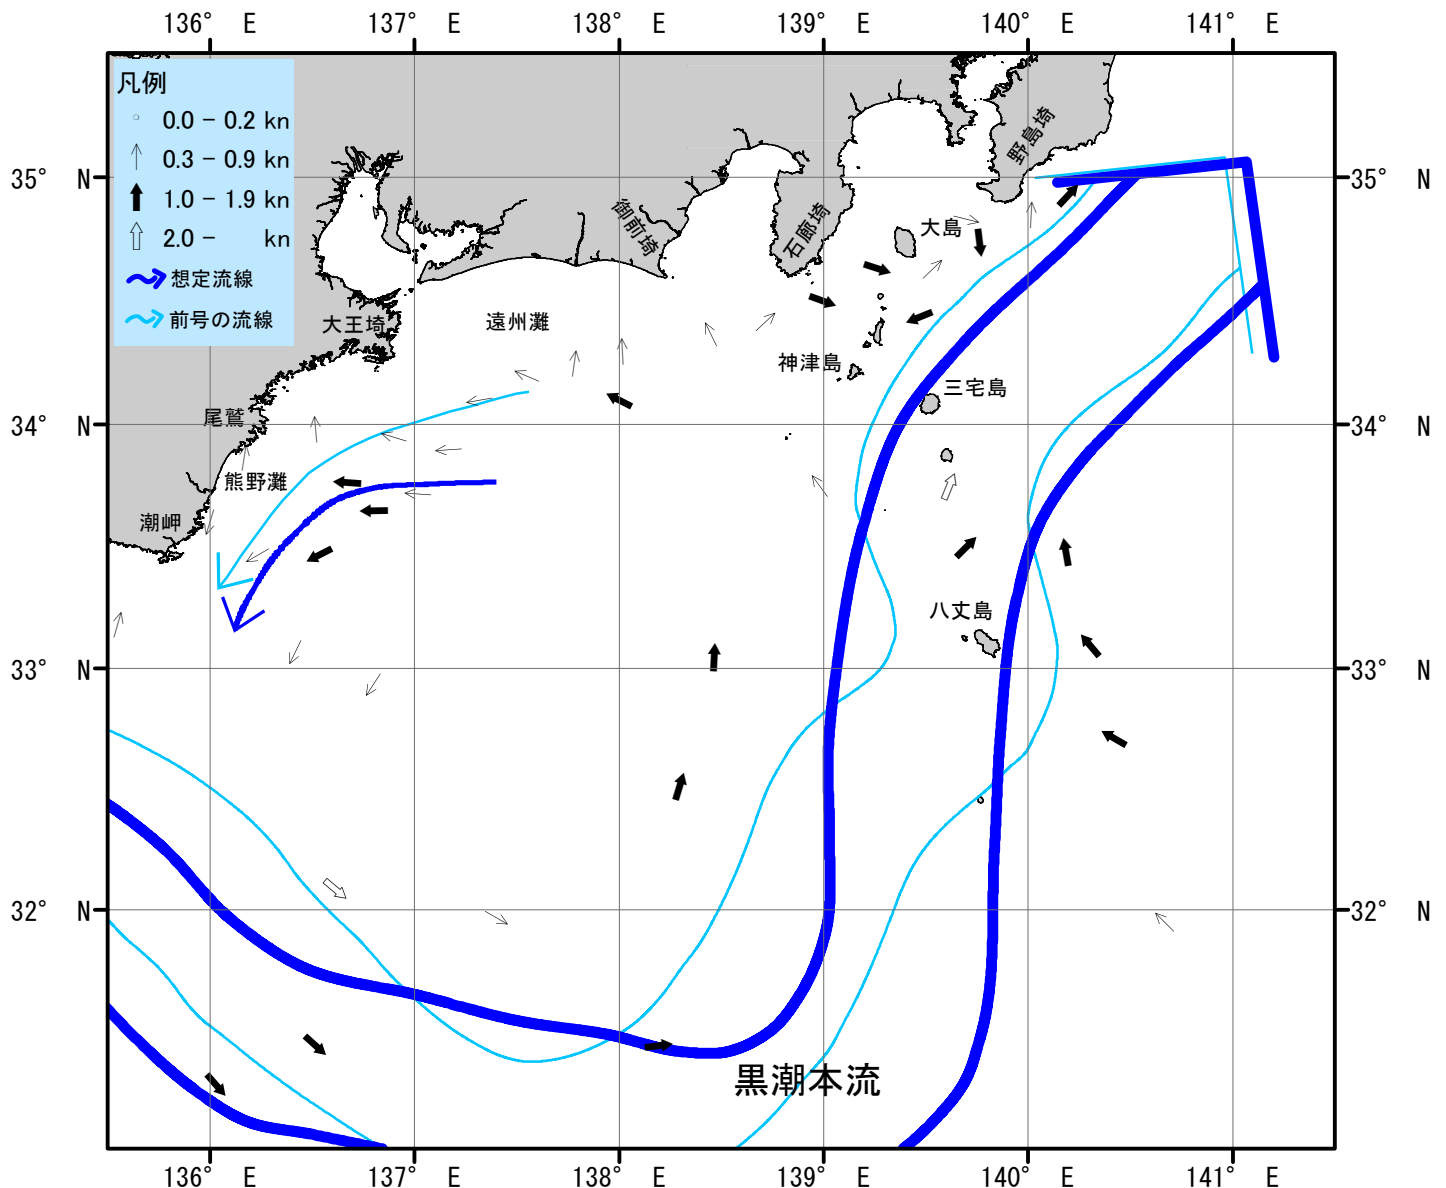 136° E 137° E 138° E 139° E 140° E 141° E
凡例
0.0 - 0.2 kn
0.3 - 0.9 kn
1.0 - 1.9 kn
2.0 - kn
想定流線
前号の流線
野島埼
35° N
35° N
御前埼
石廊埼
大島
大王埼
遠州灘
神津島
三宅島
尾鷲
34° N
34° N
熊野灘
潮岬
八丈島
33° N
33° N
32° N
32° N
黒潮本流
136° E 137° E 138° E 139° E 140° E 141° E